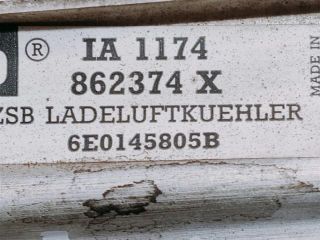 ® IA 1174
862374 X
ZSB LADELUFTKUEHLER
6E0145805B
MADE IN